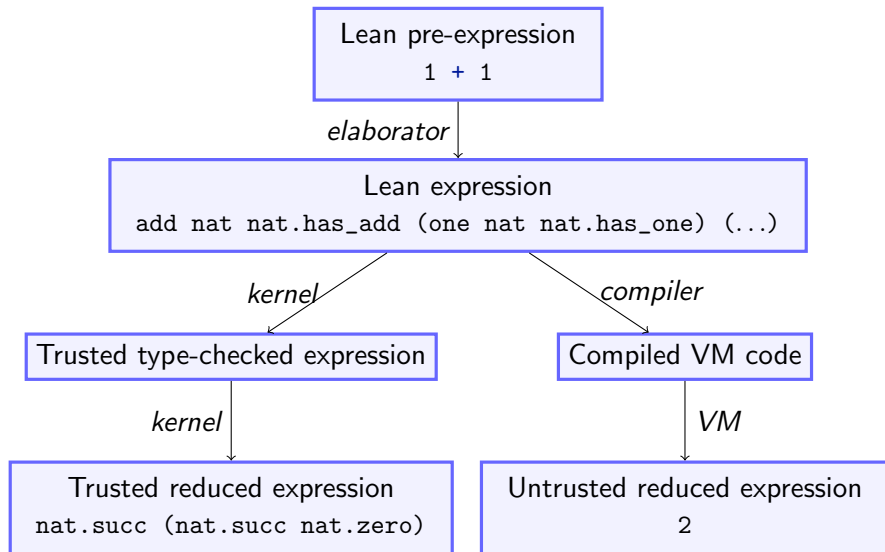 Lean pre-expression
1 + 1
elaborator
Lean expression
add nat nat.has_add (one nat nat.has_one) (...)
kernel
compiler
Trusted type-checked expression
Compiled VM code
kernel
VM
Trusted reduced expression
nat.succ (nat.succ nat.zero)
Untrusted reduced expression
2